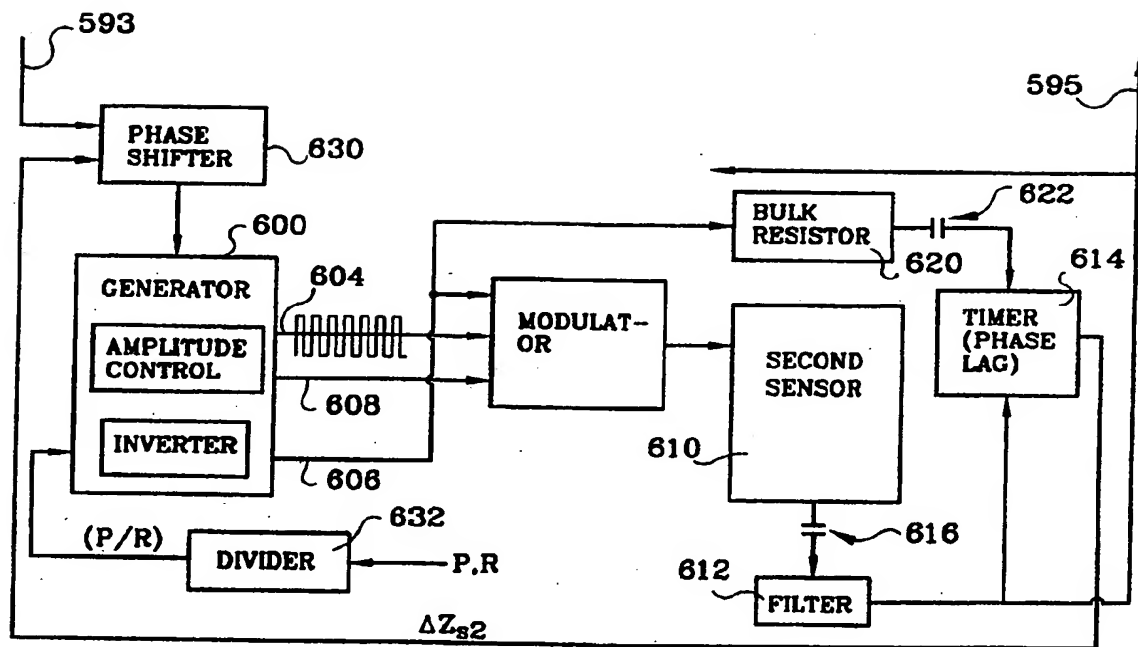 593
595
PHASE
SHIFTER
630
600
GENERATOR
604
AMPLITUDE
CONTROL
608
INVERTER
606
MODULAT-
OR
BULK
RESISTOR
620
622
614
TIMER
(PHASE
LAG)
SECOND
SENSOR
610
616
612
FILTER
(P/R)
632
DIVIDER
P,R
ΔZs2